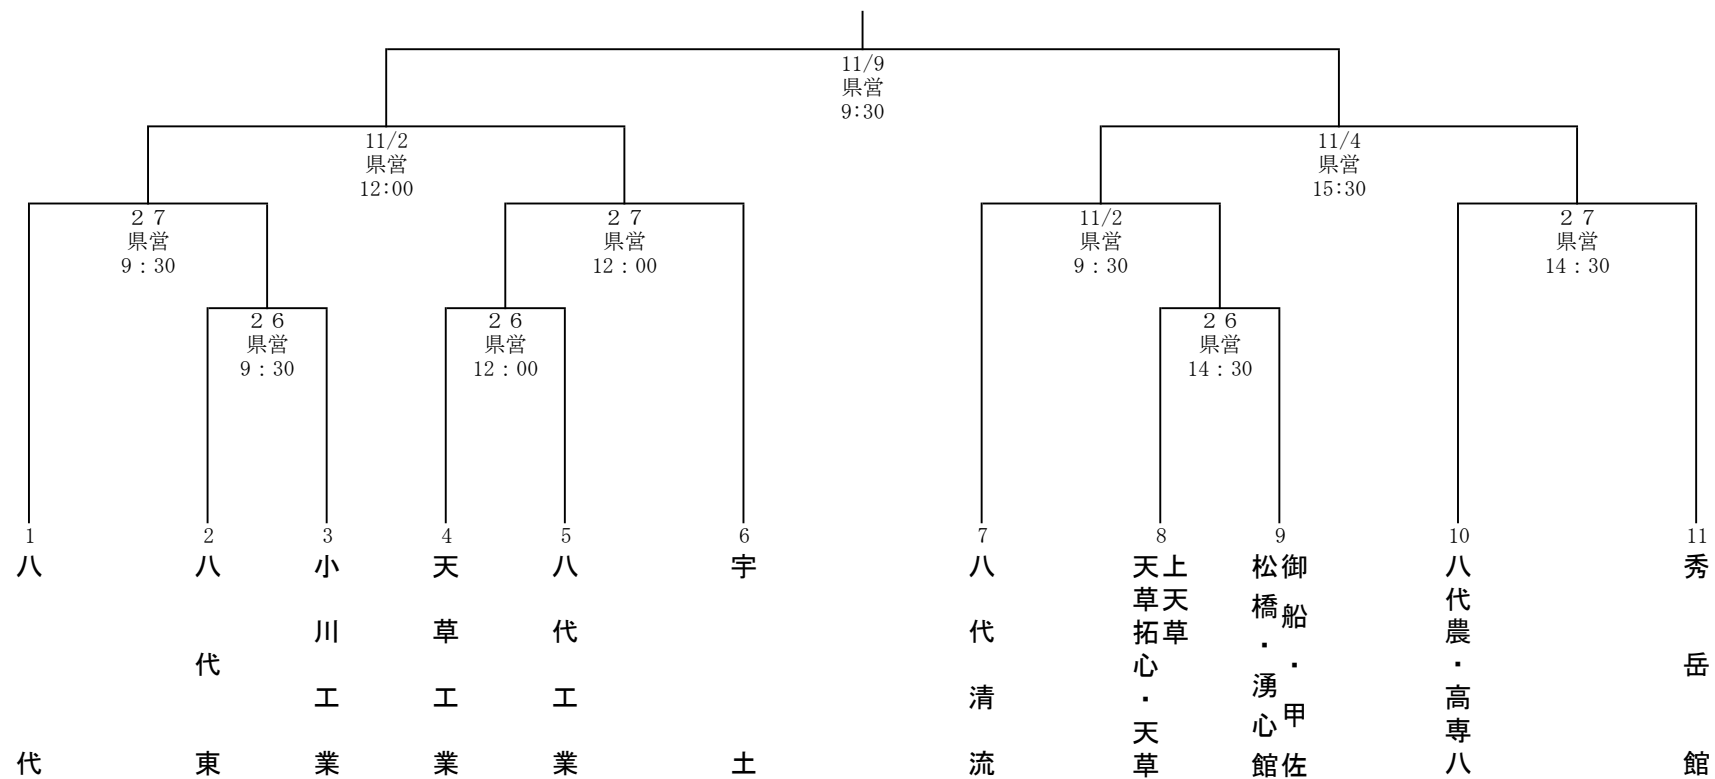 11/9
県営
9:30
11/2
県営
12:00
11/4
県営
15:30
２７
県営
9：30
２７
県営
12：00
11/2
県営
9：30
２７
県営
14：30
２６
県営
9：30
２６
県営
12：00
２６
県営
14：30
1
八代
2
八代東
3
小川工業
4
天草工業
5
八代工業
6
宇土
7
八代清流
8
上天草
天草拓心・天草
9
御船・甲佐
松橋・湧心館
10
八代農・高専八
11
秀岳館